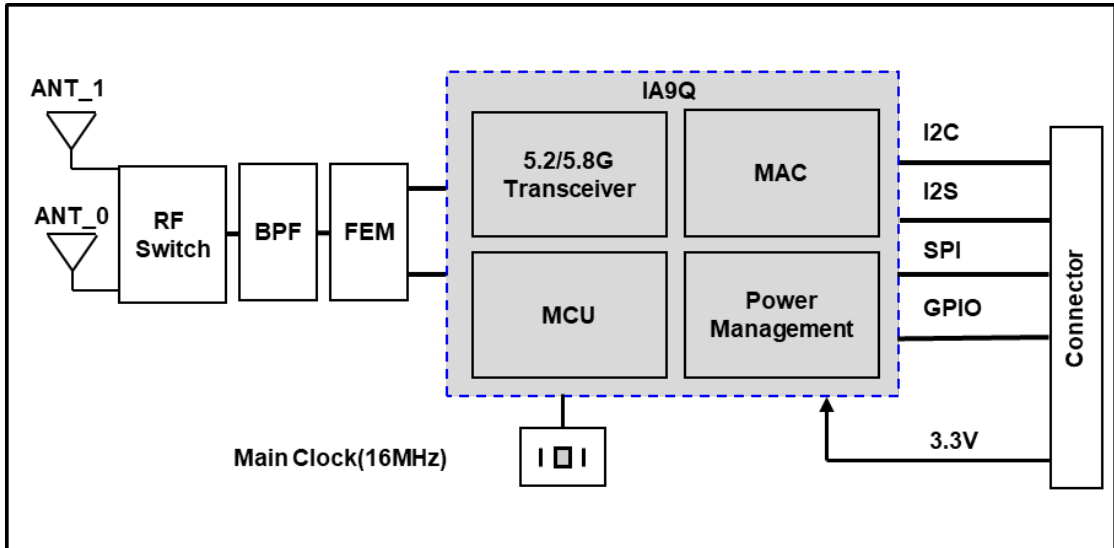 ANT_1
ANT_0
RF
Switch
BPF
FEM
IA9Q
5.2/5.8G
Transceiver
MAC
MCU
Power
Management
I2C
I2S
SPI
GPIO
3.3V
Connector
Main Clock(16MHz)